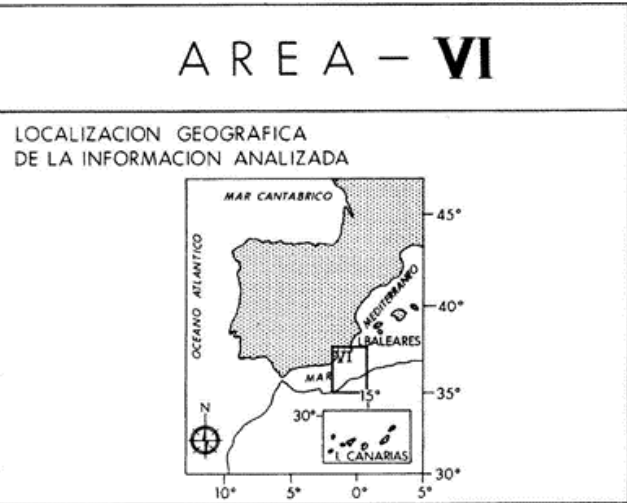 AREA – VI
LOCALIZACION GEOGRAFICA
DE LA INFORMACION ANALIZADA
MAR CANTABRICO
45°
OCEANO ATLANTICO
MEDITERRANEO
40°
I.BALEARES
VI
MAR
35°
15°
N
30°
I. CANARIAS
30°
10°
5°
0°
5°